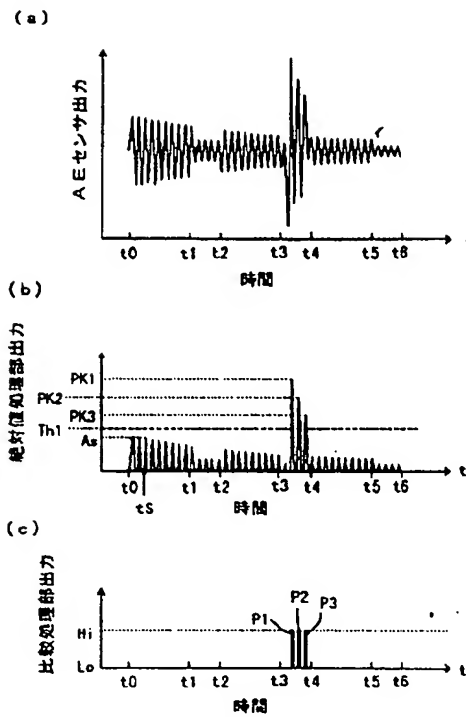 (a)
AEセンサ出力
t0 t1 t2 t3 t4 t5 t6
時間
(b)
絶対値処理部出力
PK1
PK2
PK3
Th1
As
t0 t1 t2 t3 t4 t5 t6 t
tS
時間
(c)
比較処理部出力
P1 P2 P3
Hi
Lo
t0 t1 t2 t3 t4 t5 t6 t
時間